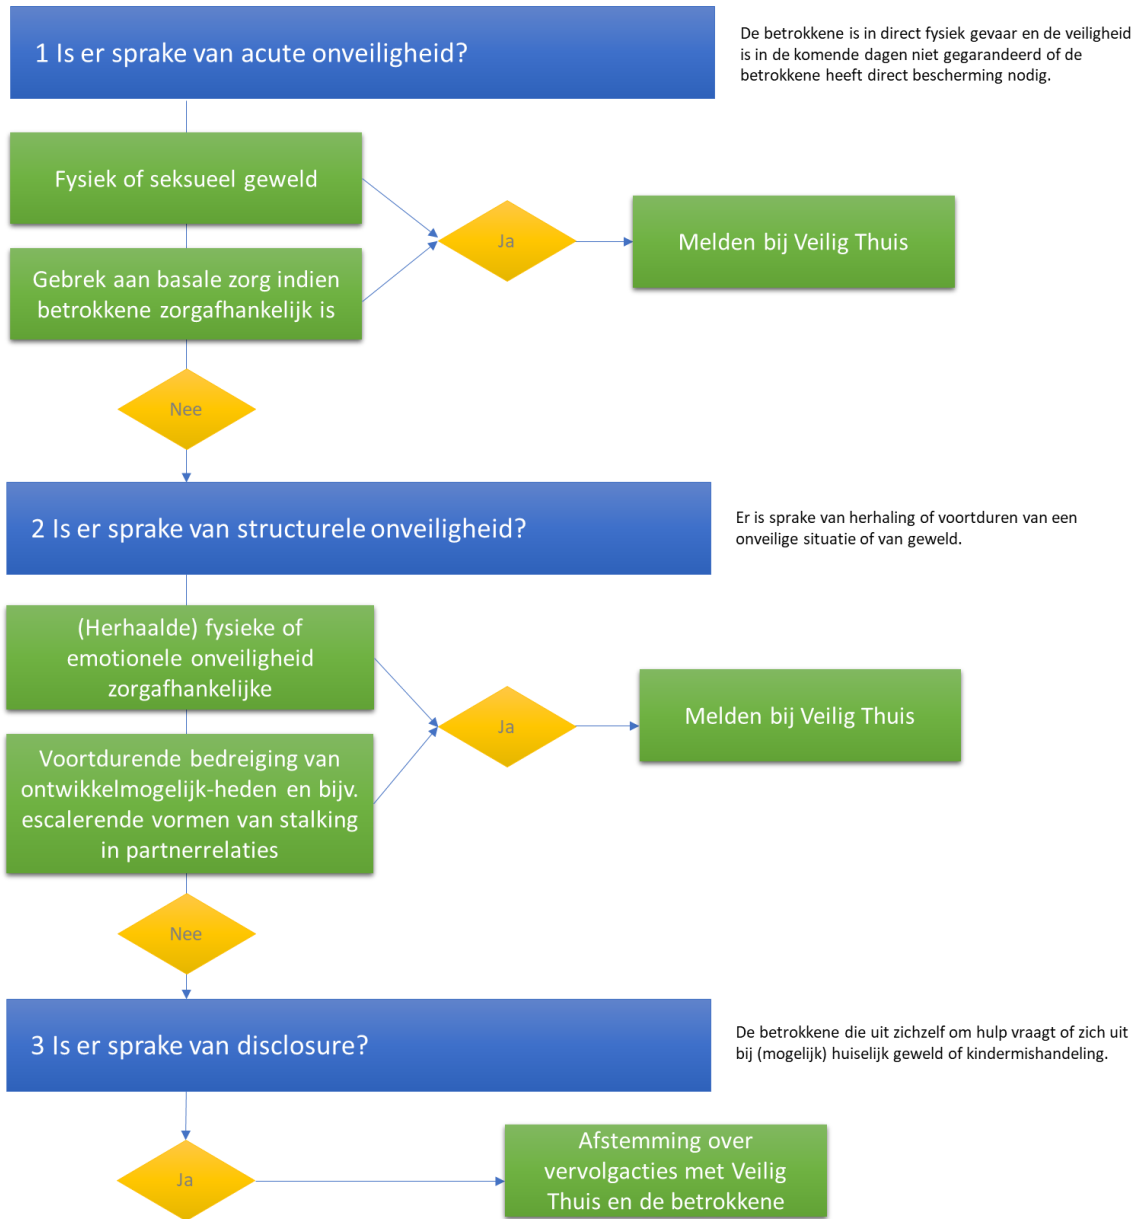 1 Is er sprake van acute onveiligheid?
De betrokkene is in direct fysiek gevaar en de veiligheid
is in de komende dagen niet gegarandeerd of de
betrokkene heeft direct bescherming nodig.
Fysiek of seksueel geweld
Ja
Melden bij Veilig Thuis
Gebrek aan basale zorg indien
betrokkene zorgafhankelijk is
Nee
2 Is er sprake van structurele onveiligheid?
Er is sprake van herhaling of voortduren van een
onveilige situatie of van geweld.
(Herhaalde) fysieke of
emotionele onveiligheid
zorgafhankelijke
Ja
Melden bij Veilig Thuis
Voortdurende bedreiging van
ontwikkelmogelijk-heden en bijv.
escalerende vormen van stalking
in partnerrelaties
Nee
3 Is er sprake van disclosure?
De betrokkene die uit zichzelf om hulp vraagt of zich uit
bij (mogelijk) huiselijk geweld of kindermishandeling.
Ja
Afstemming over
vervolgacties met Veilig
Thuis en de betrokkene